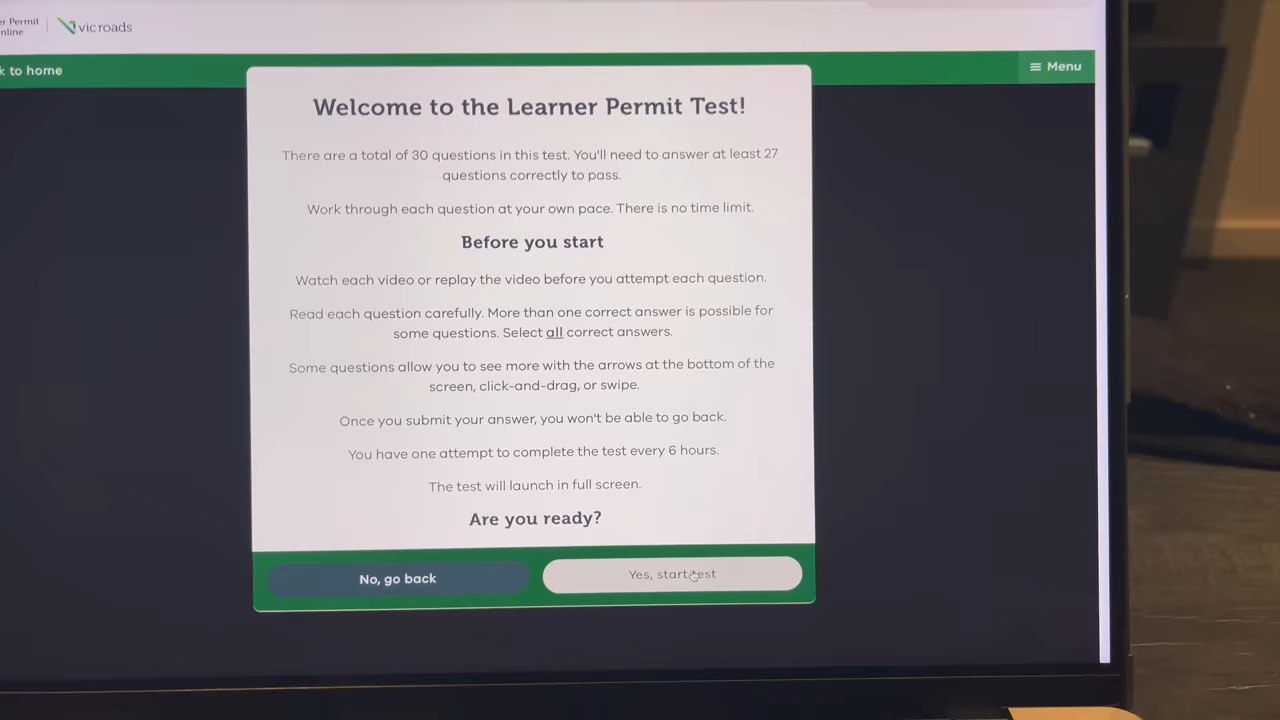 er Permit
nline
vicroads
k to home
Menu
Welcome to the Learner Permit Test!
There are a total of 30 questions in this test. You'll need to answer at least 27
questions correctly to pass.
Work through each question at your own pace. There is no time limit.
Before you start
Watch each video or replay the video before you attempt each question.
Read each question carefully. More than one correct answer is possible for
some questions. Select all correct answers.
Some questions allow you to see more with the arrows at the bottom of the
screen, click-and-drag, or swipe.
Once you submit your answer, you won't be able to go back.
You have one attempt to complete the test every 6 hours.
The test will launch in full screen.
Are you ready?
No, go back
Yes, start test